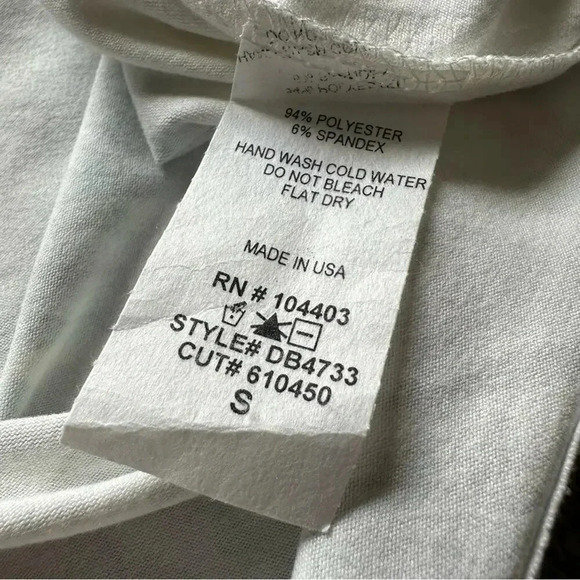 94% POLYESTER
6% SPANDEX
HAND WASH COLD WATER
DO NOT BLEACH
FLAT DRY
MADE IN USA
RN # 104403
STYLE# DB4733
CUT# 610450
S